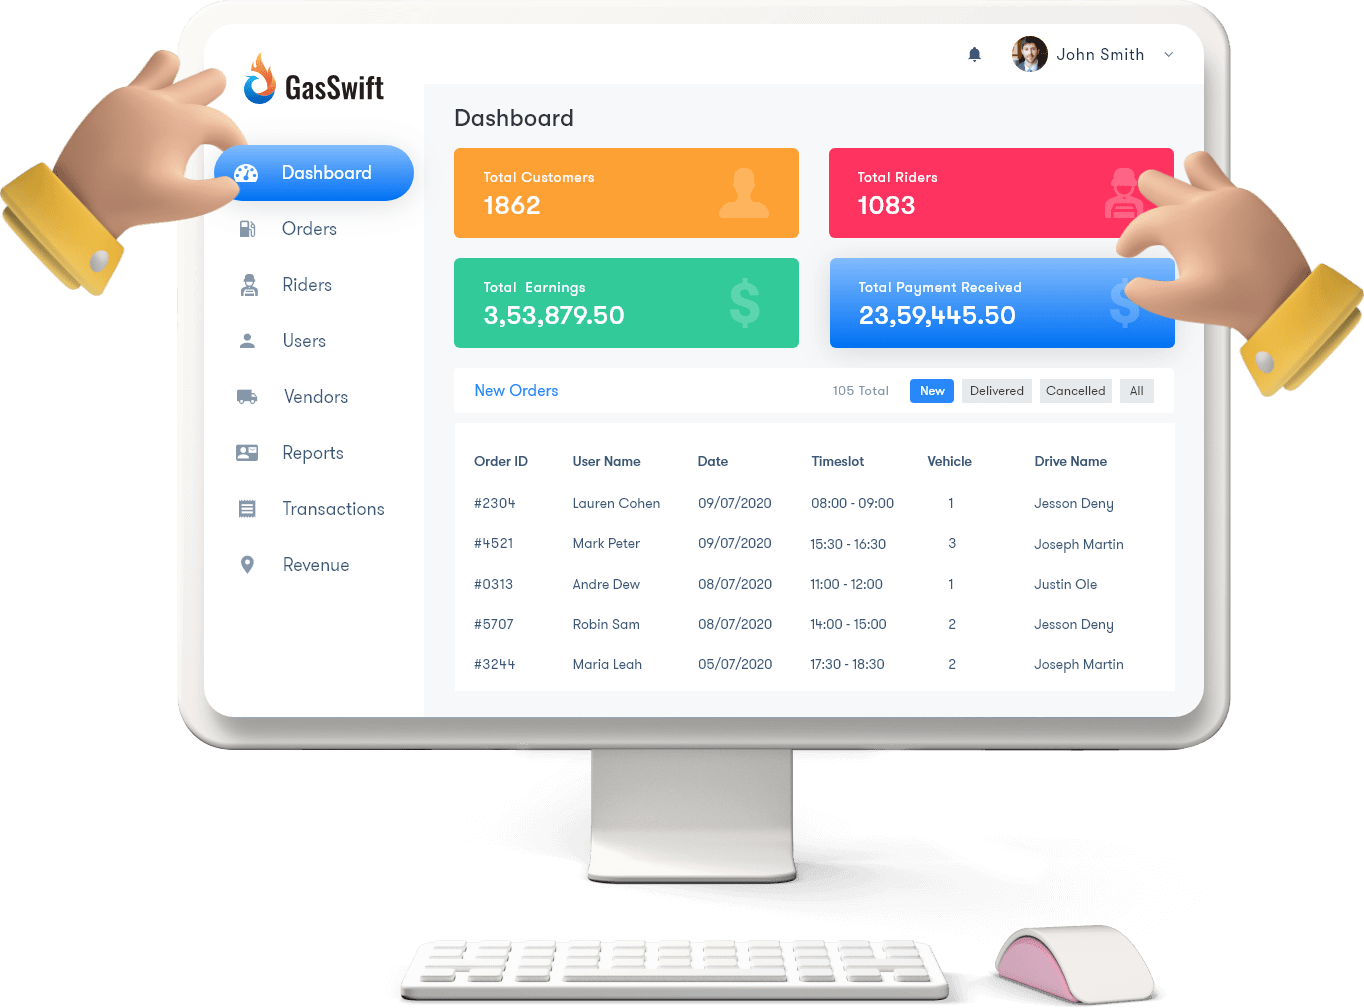 GasSwift
John Smith
Dashboard
Orders
Riders
Users
Vendors
Reports
Transactions
Revenue
Dashboard
Total Customers
1862
Total Riders
1083
Total Earnings
3,53,879.50
Total Payment Received
23,59,445.50
New Orders 105 Total New Delivered Cancelled All
Order ID User Name Date Timeslot Vehicle Drive Name
#2304 Lauren Cohen 09/07/2020 08:00 - 09:00 1 Jesson Deny
#4521 Mark Peter 09/07/2020 15:30 - 16:30 3 Joseph Martin
#0313 Andre Dew 08/07/2020 11:00 - 12:00 1 Justin Ole
#5707 Robin Sam 08/07/2020 14:00 - 15:00 2 Jesson Deny
#3244 Maria Leah 05/07/2020 17:30 - 18:30 2 Joseph Martin